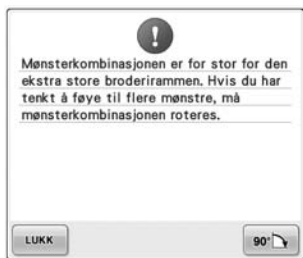 Mønsterkombinasjonen er for stor for den
ekstra store broderirammen. Hvis du har
tenkt å føye til flere mønstre, må
mønsterkombinasjonen roteres.
LUKK
90°